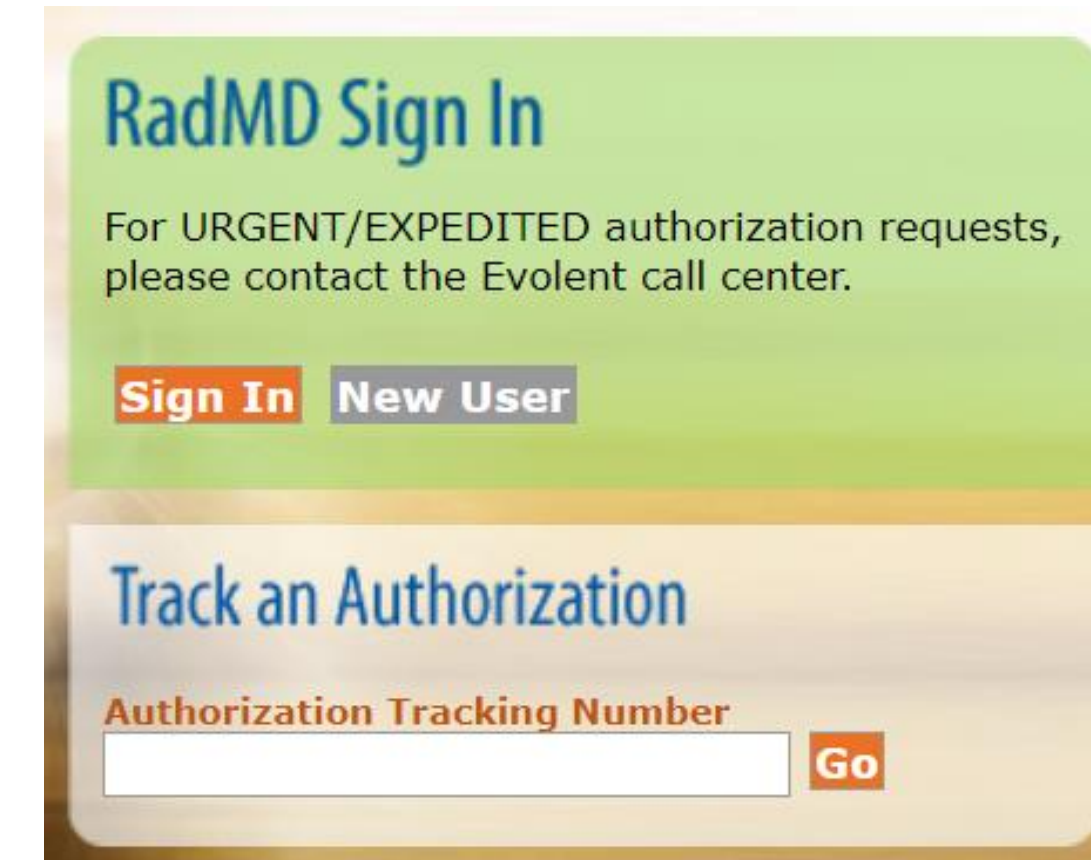 RadMD Sign In
For URGENT/EXPEDITED authorization requests,
please contact the Evolent call center.
Sign In New User
Track an Authorization
Authorization Tracking Number
Go